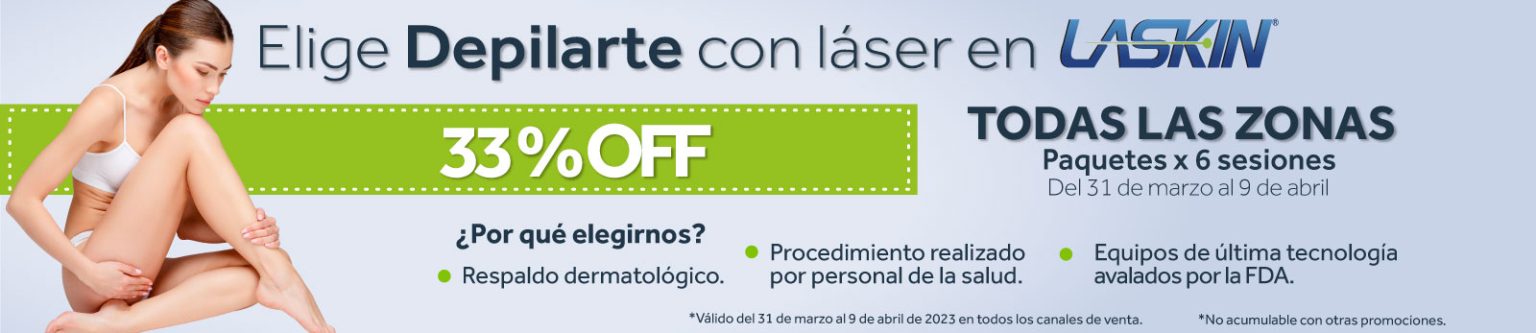 Elige Depilarte con láser en LASKIN®
33% OFF
TODAS LAS ZONAS
Paquetes x 6 sesiones
Del 31 de marzo al 9 de abril
¿Por qué elegirnos?
Respaldo dermatológico.
Procedimiento realizado
por personal de la salud.
Equipos de última tecnología
avalados por la FDA.
*Válido del 31 de marzo al 9 de abril de 2023 en todos los canales de venta.
*No acumulable con otras promociones.